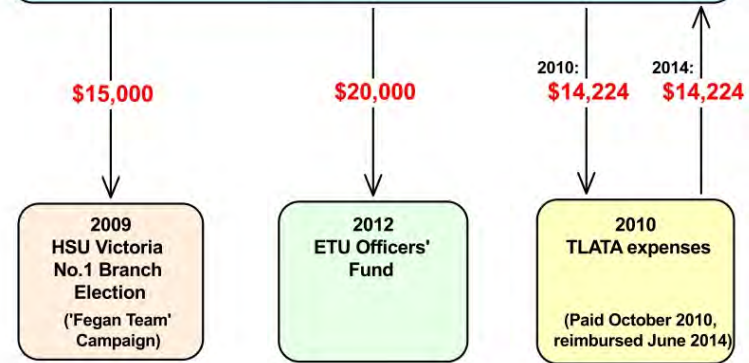 2010:
2014:
$15,000
$20,000
$14,224
$14,224
2009
HSU Victoria
No.1 Branch
Election
('Fegan Team'
Campaign)
2012
ETU Officers'
Fund
2010
TLATA expenses
(Paid October 2010,
reimbursed June 2014)